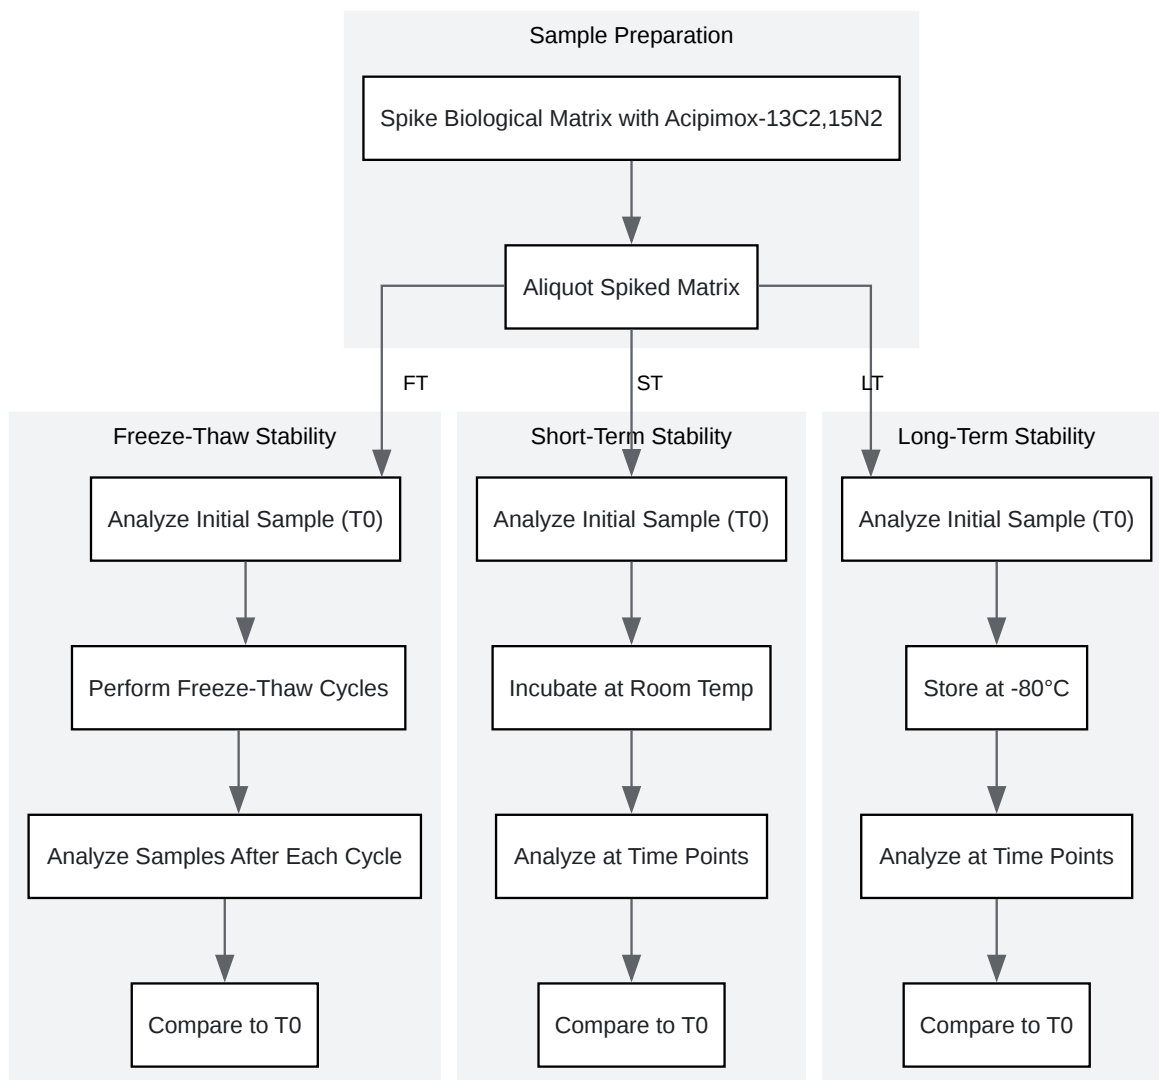 Sample Preparation
Spike Biological Matrix with Acipimox-13C2,15N2
Aliquot Spiked Matrix
FT
ST
LT
Freeze-Thaw Stability
Analyze Initial Sample (T0)
Perform Freeze-Thaw Cycles
Analyze Samples After Each Cycle
Compare to T0
Short-Term Stability
Analyze Initial Sample (T0)
Incubate at Room Temp
Analyze at Time Points
Compare to T0
Long-Term Stability
Analyze Initial Sample (T0)
Store at -80°C
Analyze at Time Points
Compare to T0